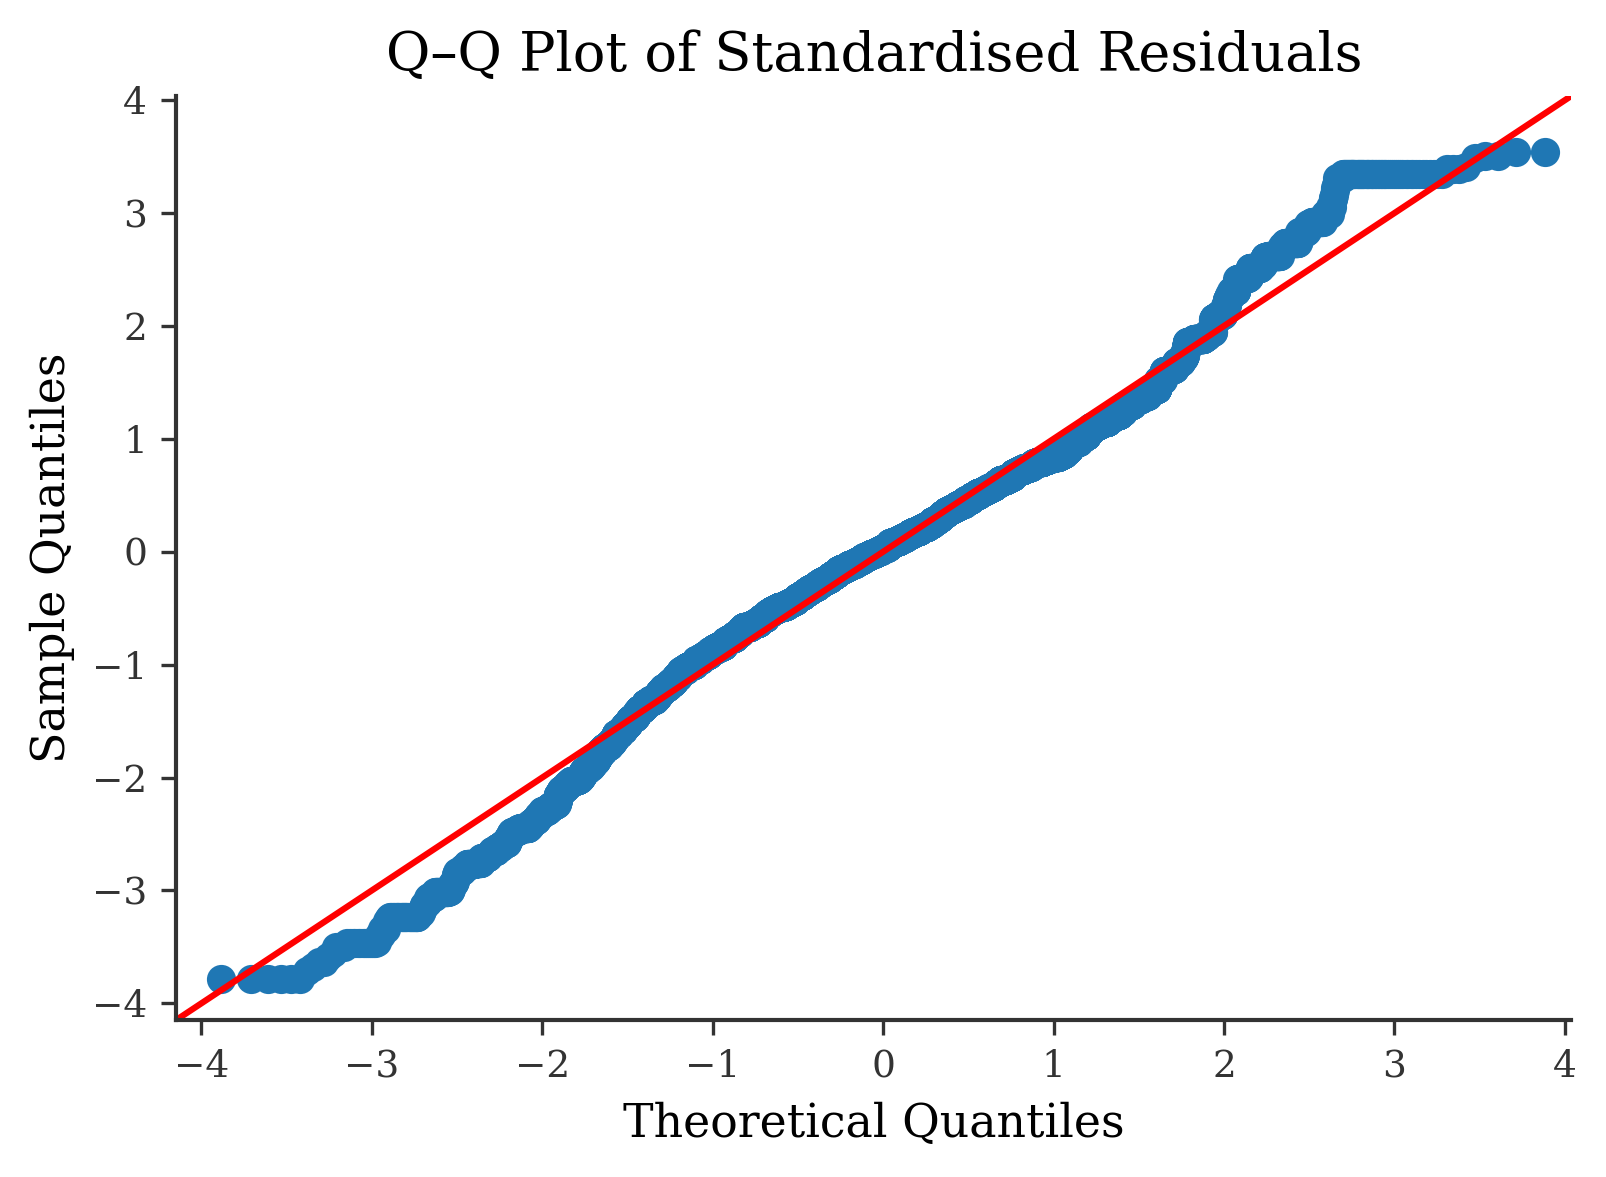 Q–Q Plot of Standardised Residuals
4
3
2
1
0
−1
−2
−3
−4
Sample Quantiles
−4 −3 −2 −1 0 1 2 3 4
Theoretical Quantiles